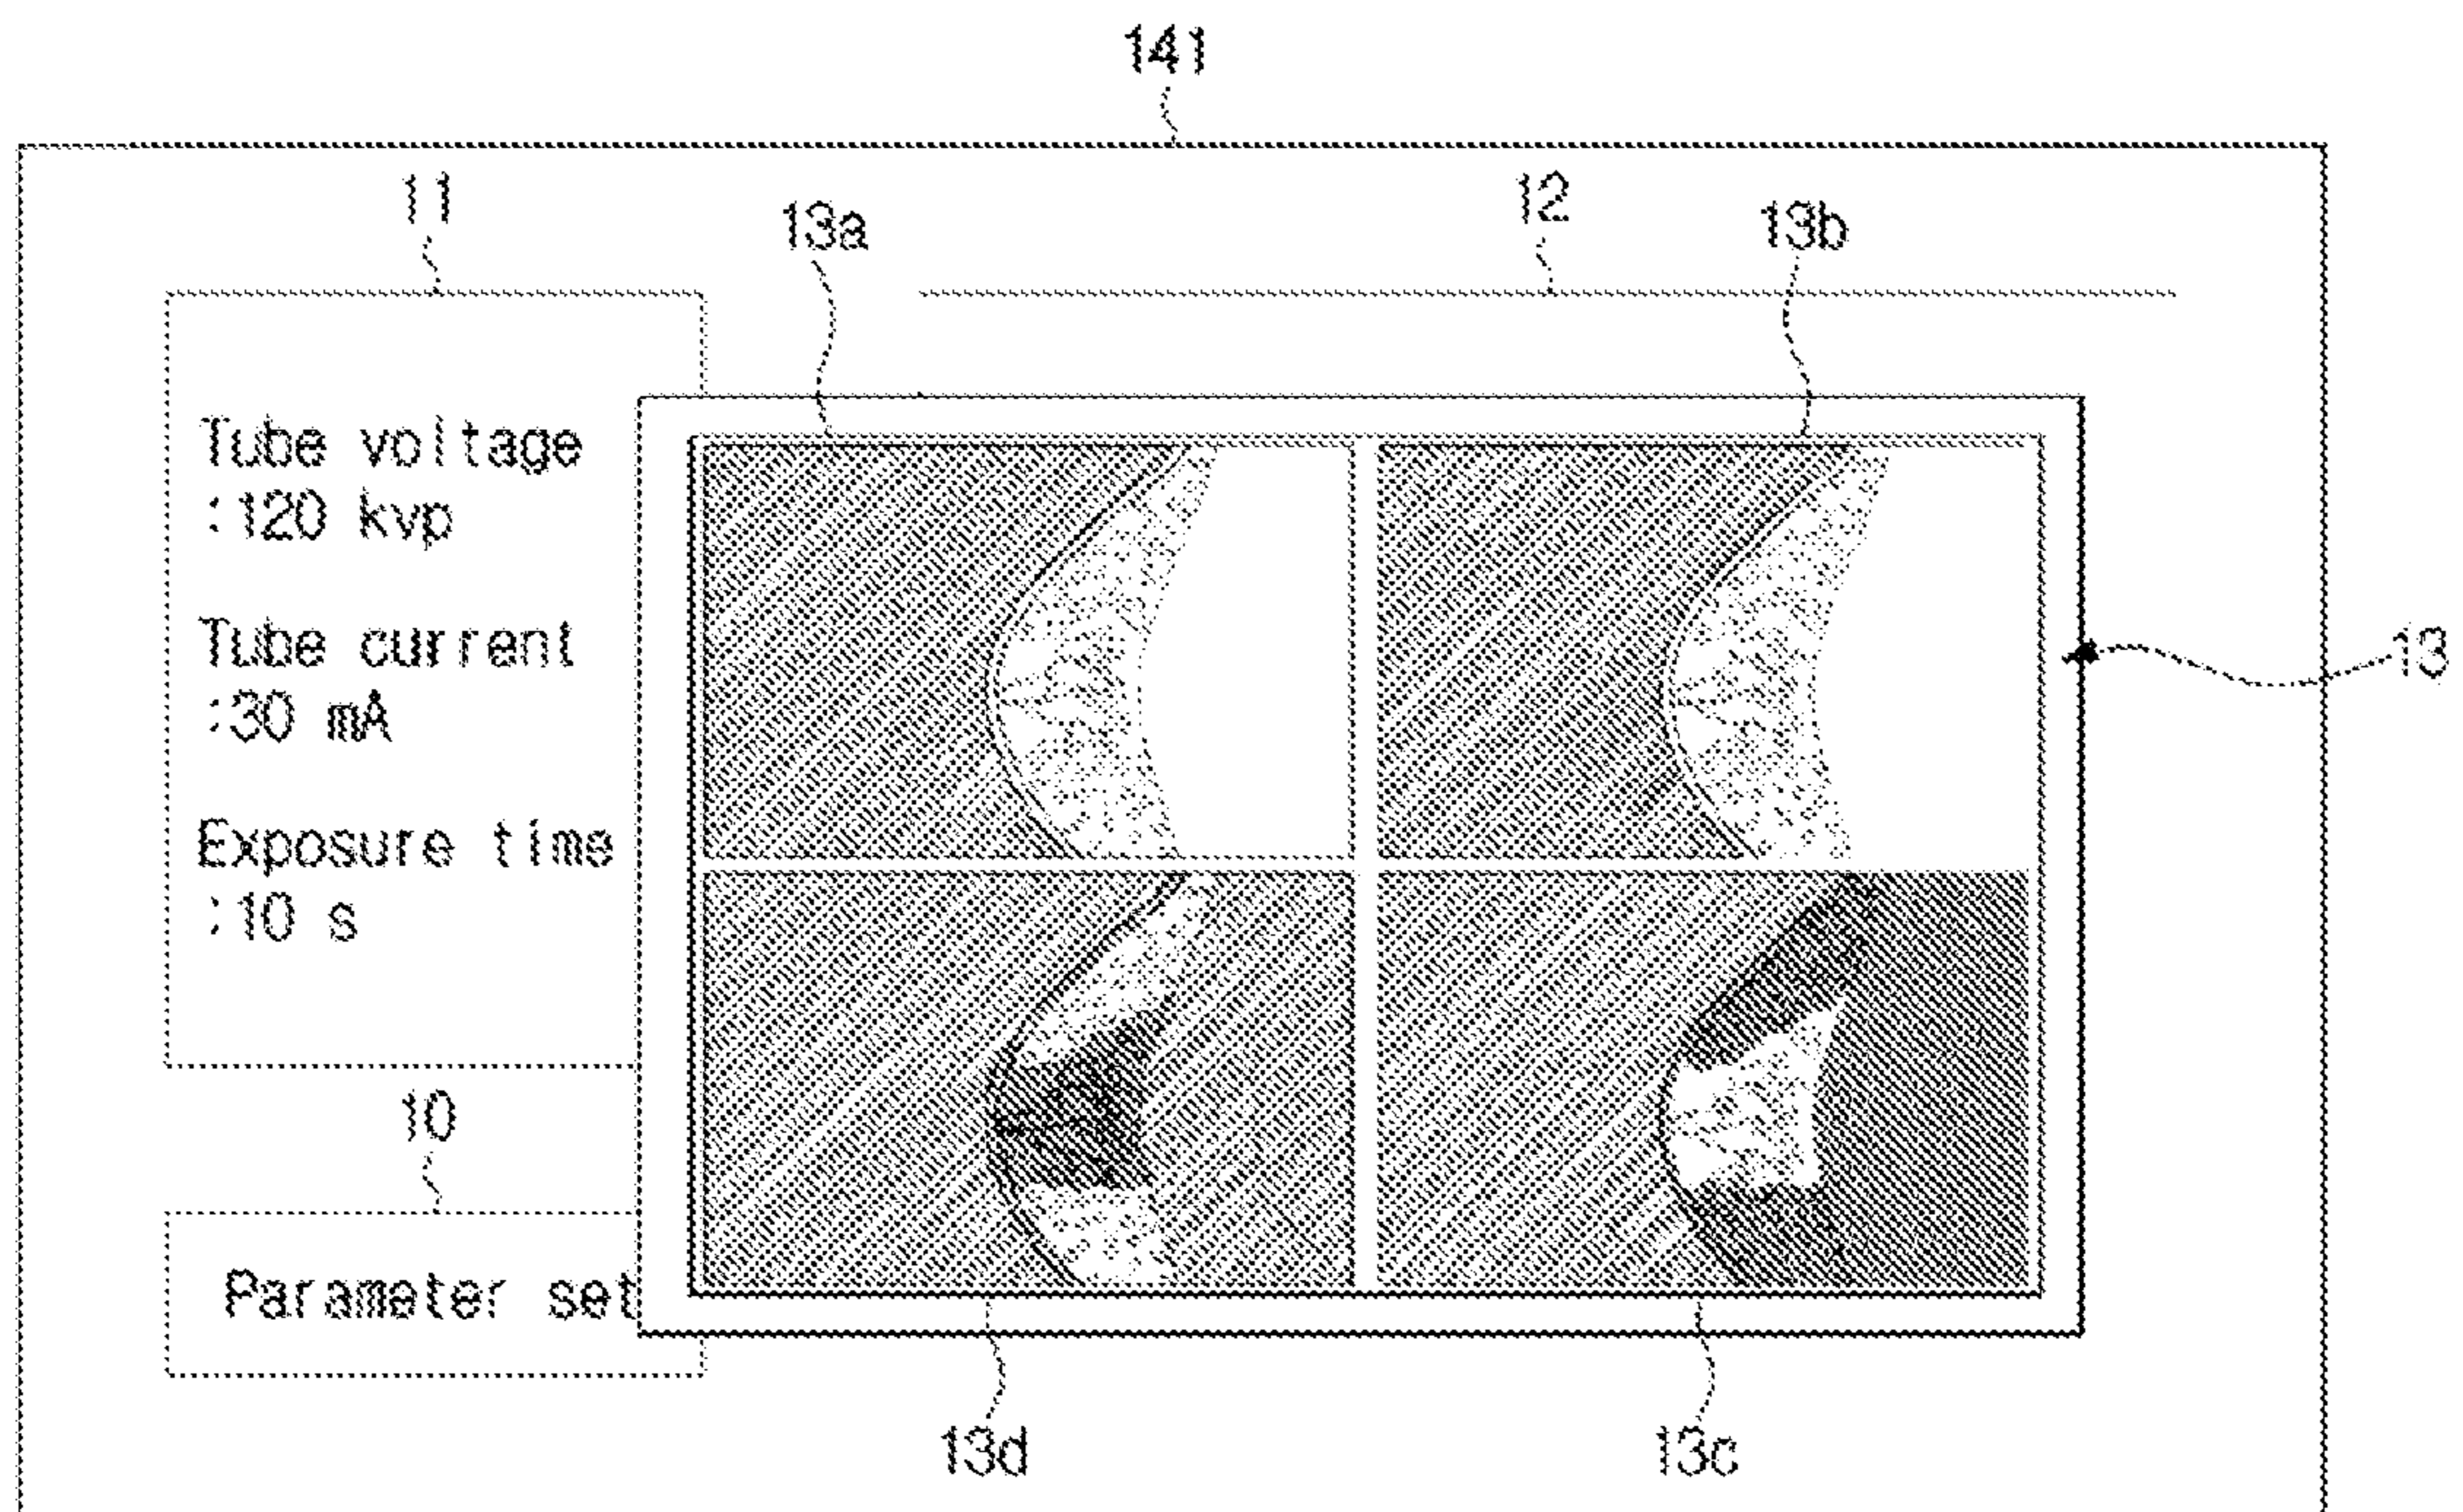 141
11
12
13a
13b
Tube voltage
:120 kvp
Tube current
:30 mA
13
Exposure time
:10 s
10
Parameter set
13d
13c